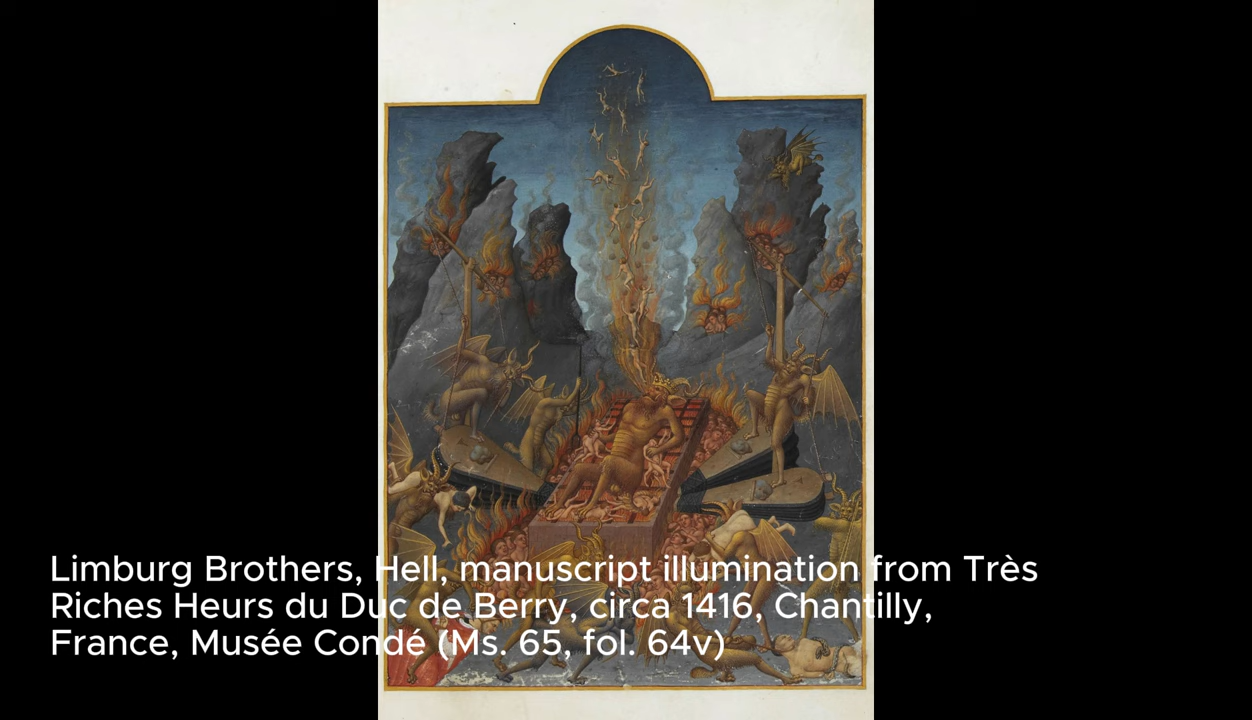 Limburg Brothers, Hell, manuscript illumination from Très
Riches Heurs du Duc de Berry, circa 1416, Chantilly,
France, Musée Condé (Ms. 65, fol. 64v)